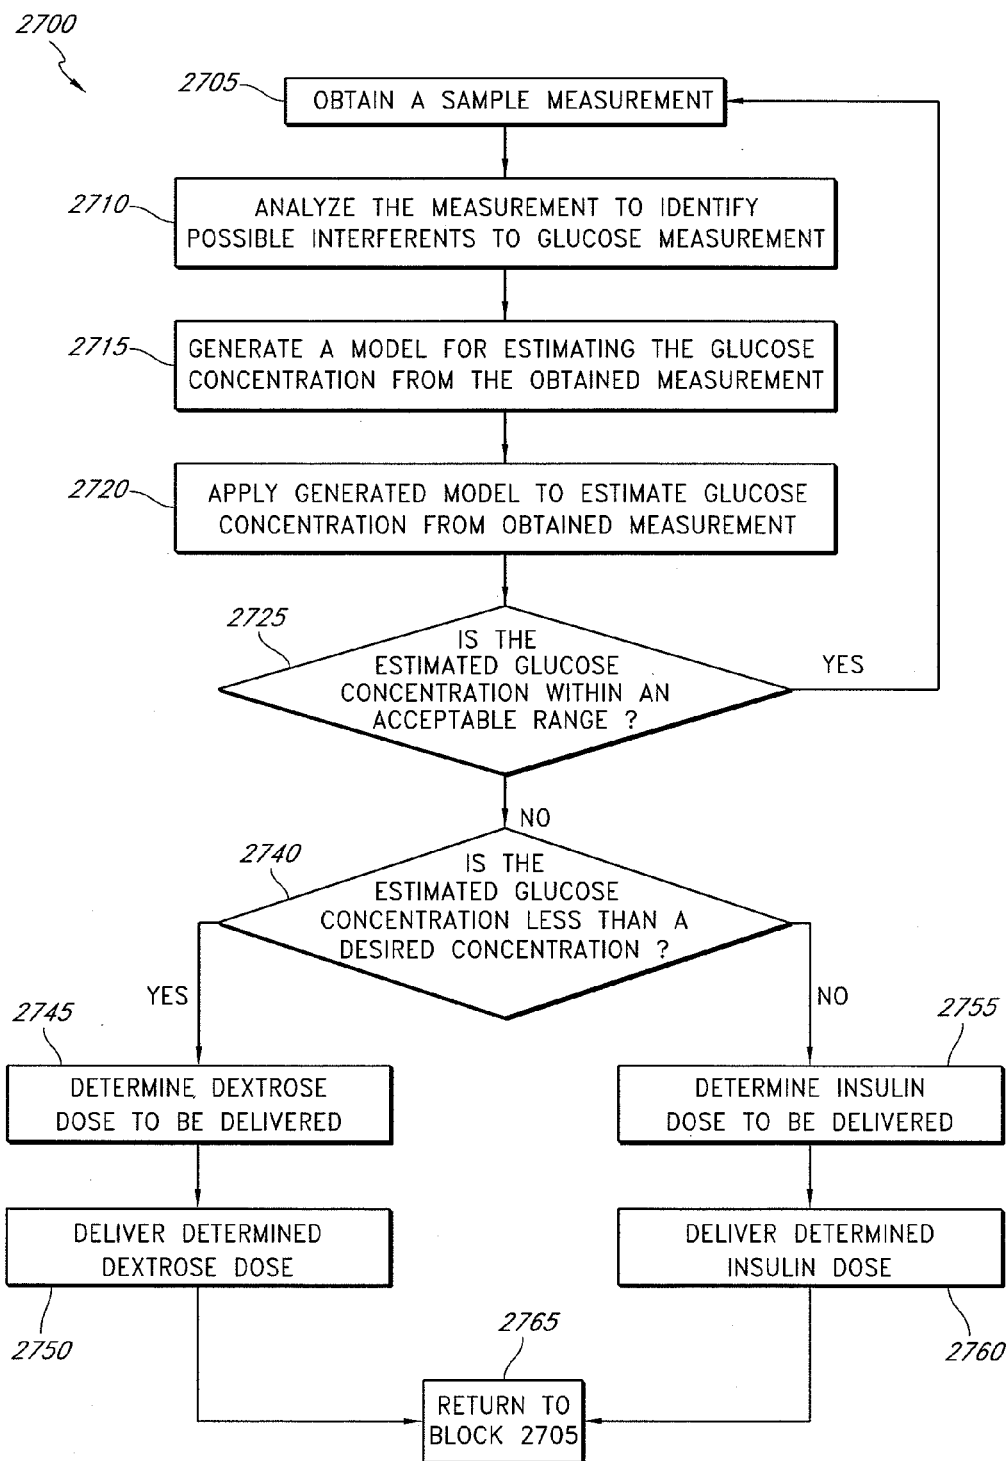 2700
2705
OBTAIN A SAMPLE MEASUREMENT
2710
ANALYZE THE MEASUREMENT TO IDENTIFY
POSSIBLE INTERFERENTS TO GLUCOSE MEASUREMENT
2715
GENERATE A MODEL FOR ESTIMATING THE GLUCOSE
CONCENTRATION FROM THE OBTAINED MEASUREMENT
2720
APPLY GENERATED MODEL TO ESTIMATE GLUCOSE
CONCENTRATION FROM OBTAINED MEASUREMENT
2725
IS THE
ESTIMATED GLUCOSE
CONCENTRATION WITHIN AN
ACCEPTABLE RANGE ?
YES
NO
2740
IS THE
ESTIMATED GLUCOSE
CONCENTRATION LESS THAN A
DESIRED CONCENTRATION ?
YES
NO
2745
DETERMINE DEXTROSE
DOSE TO BE DELIVERED
2755
DETERMINE INSULIN
DOSE TO BE DELIVERED
DELIVER DETERMINED
DEXTROSE DOSE
2750
DELIVER DETERMINED
INSULIN DOSE
2760
2765
RETURN TO
BLOCK 2705